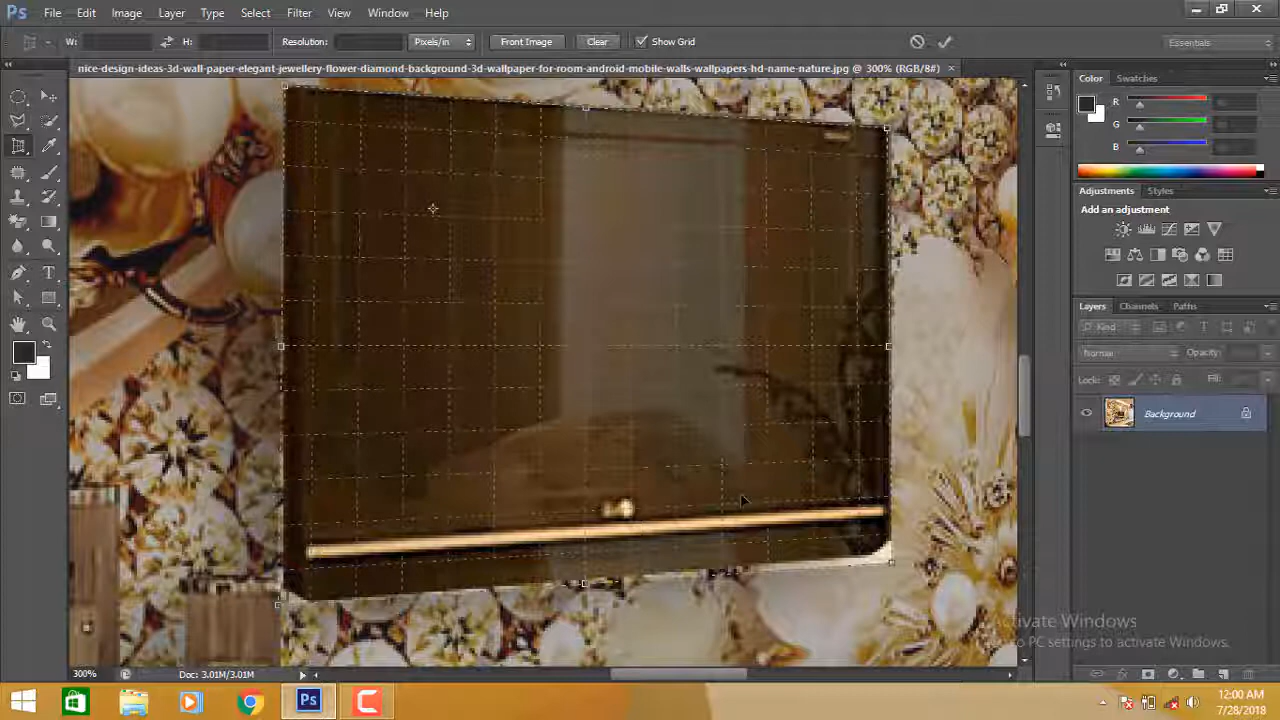 Ps File Edit Image Layer Type Select Filter View Window Help
W: H: Resolution: Pixels/in Front Image Clear Show Grid Essentials
nice-design-ideas-3d-wall-paper-elegant-jewellery-flower-diamond-background-3d-wallpaper-for-room-android-mobile-walls-wallpapers-hd-name-nature.jpg @ 300% (RGB/8#)
Color Swatches
R
G
B
Adjustments Styles
Add an adjustment
Layers Channels Paths
Kind
Normal Opacity:
Lock: Fill:
Background
Activate Windows
to PC settings to activate Windows.
300% Doc: 3.01M/3.01M
Ps
12:00 AM
7/28/2018